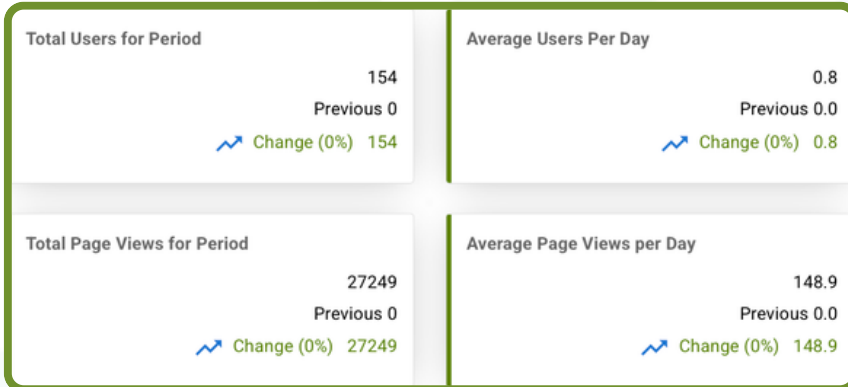 Total Users for Period
154
Previous 0
Change (0%) 154
Average Users Per Day
0.8
Previous 0.0
Change (0%) 0.8
Total Page Views for Period
27249
Previous 0
Change (0%) 27249
Average Page Views per Day
148.9
Previous 0.0
Change (0%) 148.9